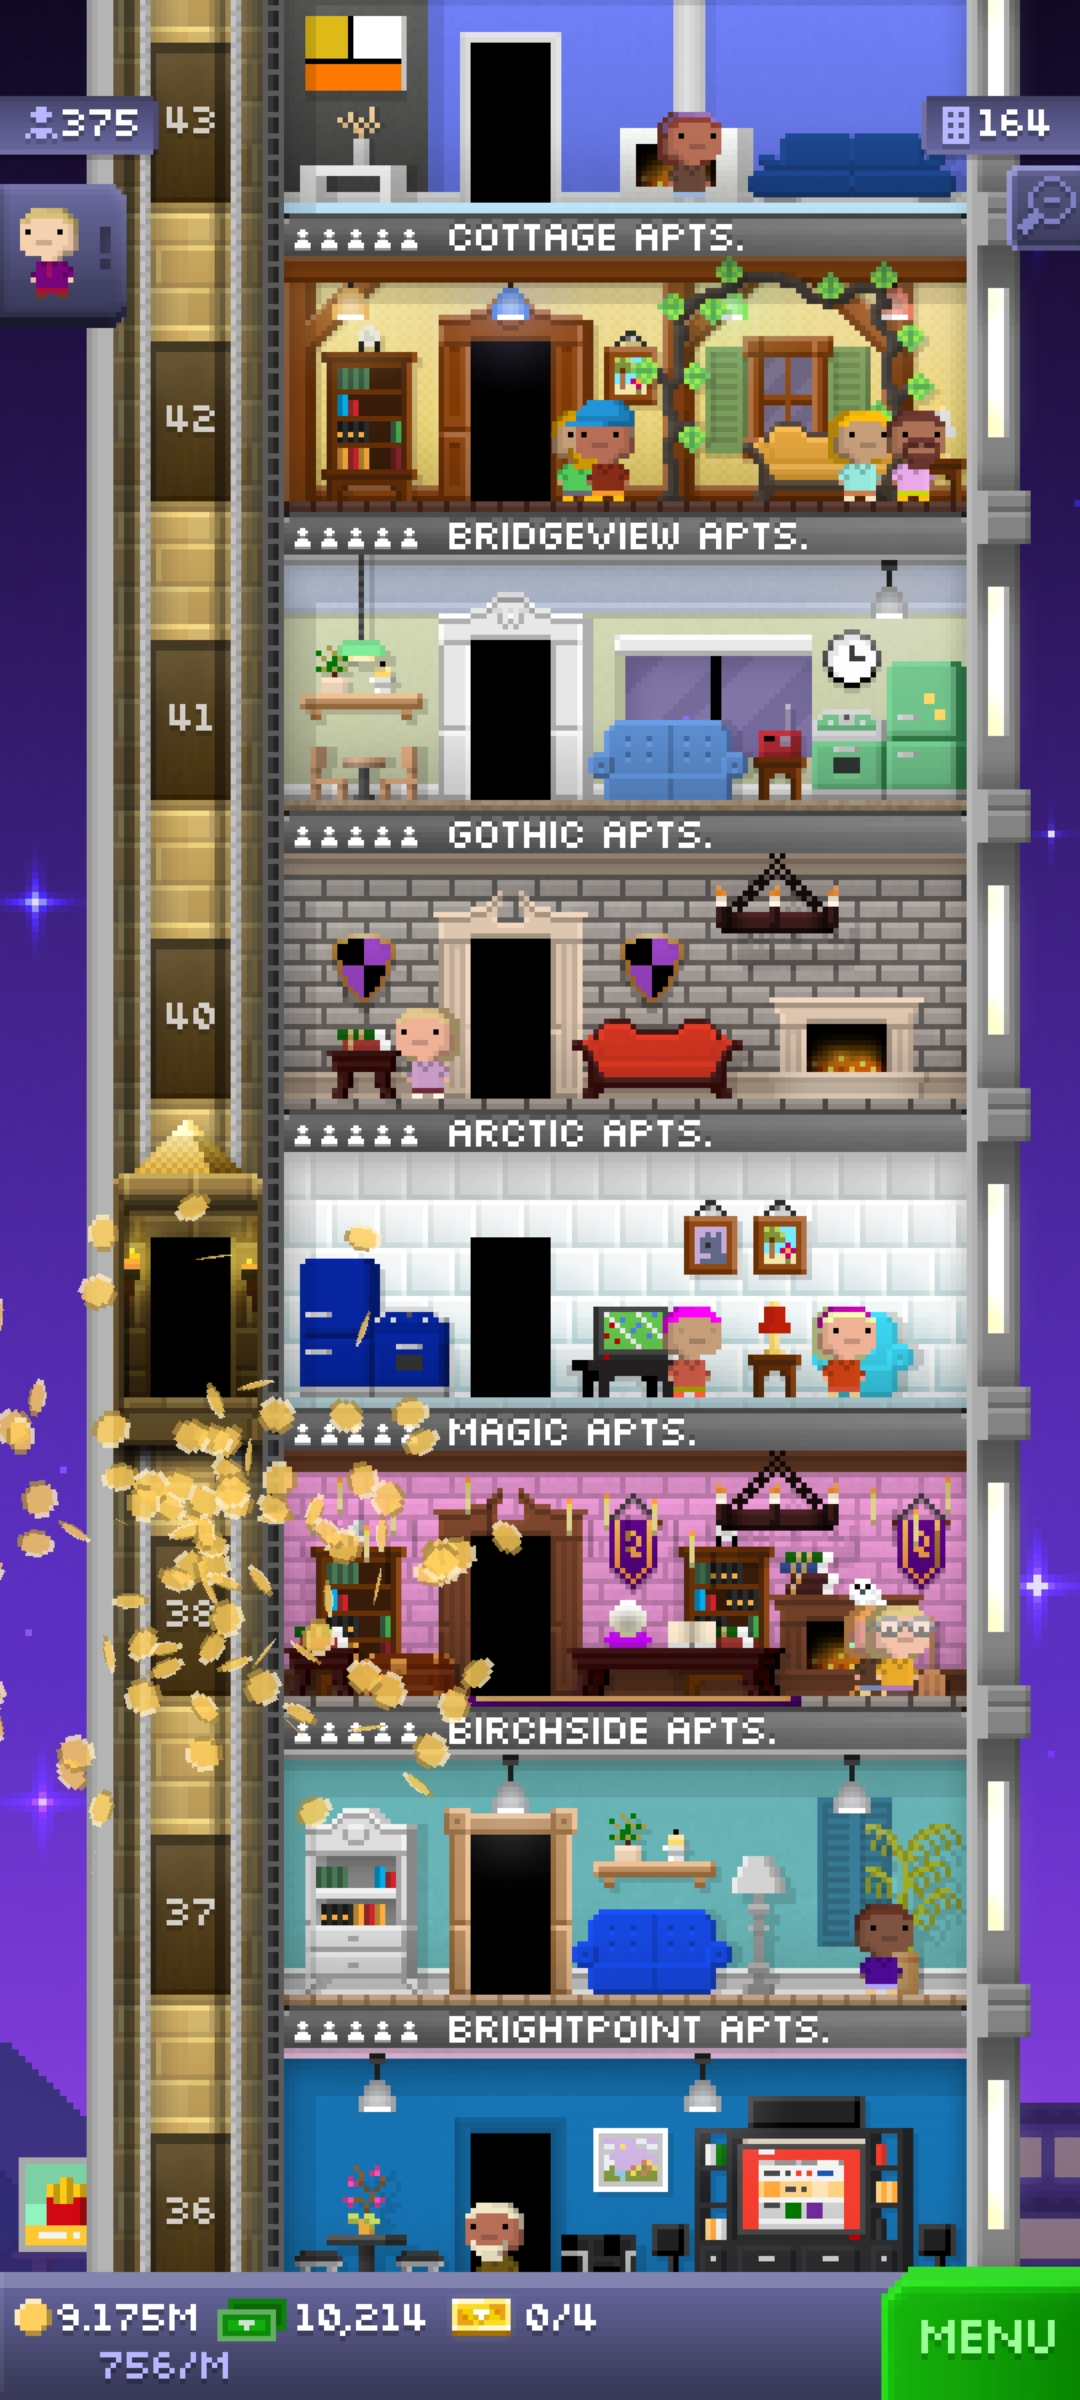 43
375
164
COTTAGE APTS.
42
BRIDGEVIEW APTS.
41
GOTHIC APTS.
40
ARCTIC APTS.
MAGIC APTS.
38
BIRCHSIDE APTS.
37
BRIGHTPOINT APTS.
36
9.175M 10,214 0/4
756/M
MENU